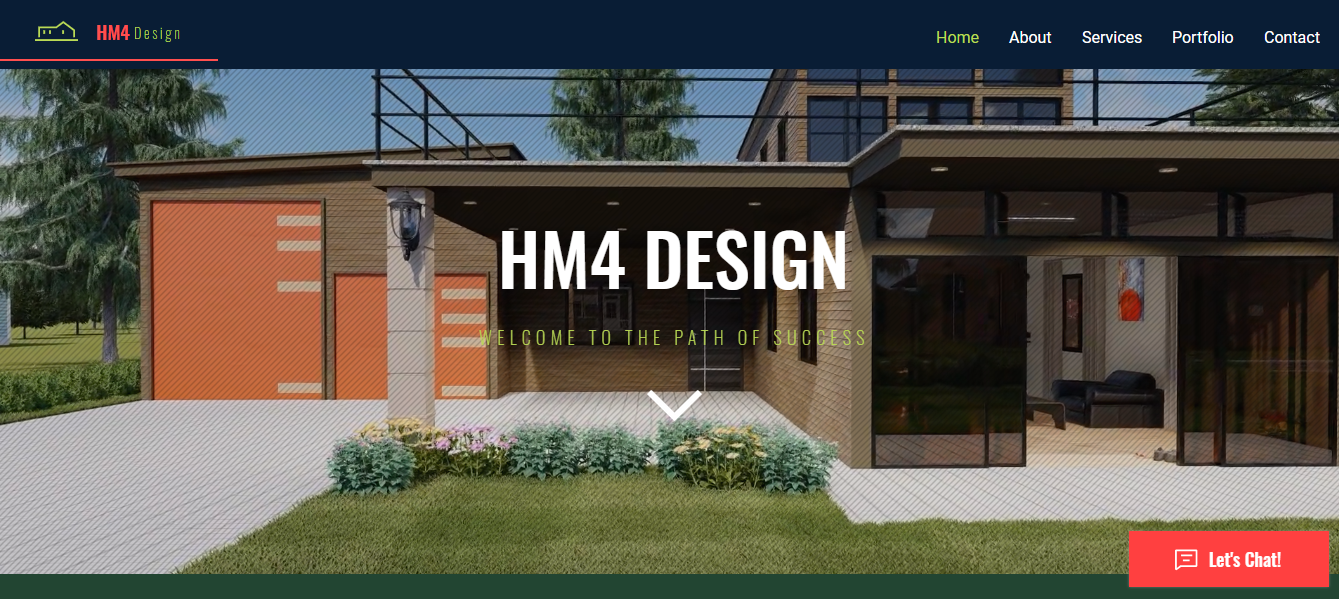 HM4 Design
Home About Services Portfolio Contact
HM4 DESIGN
WELCOME TO THE PATH OF SUCCESS
Let's Chat!